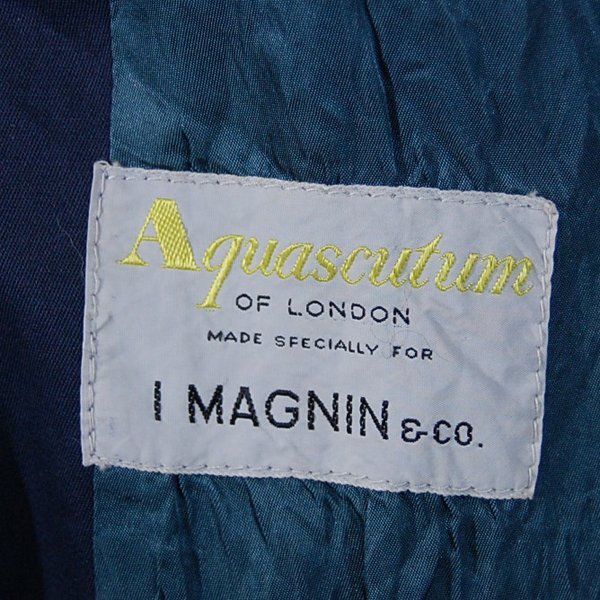 Aquascutum
OF LONDON
MADE SPECIALLY FOR
I MAGNIN & CO.